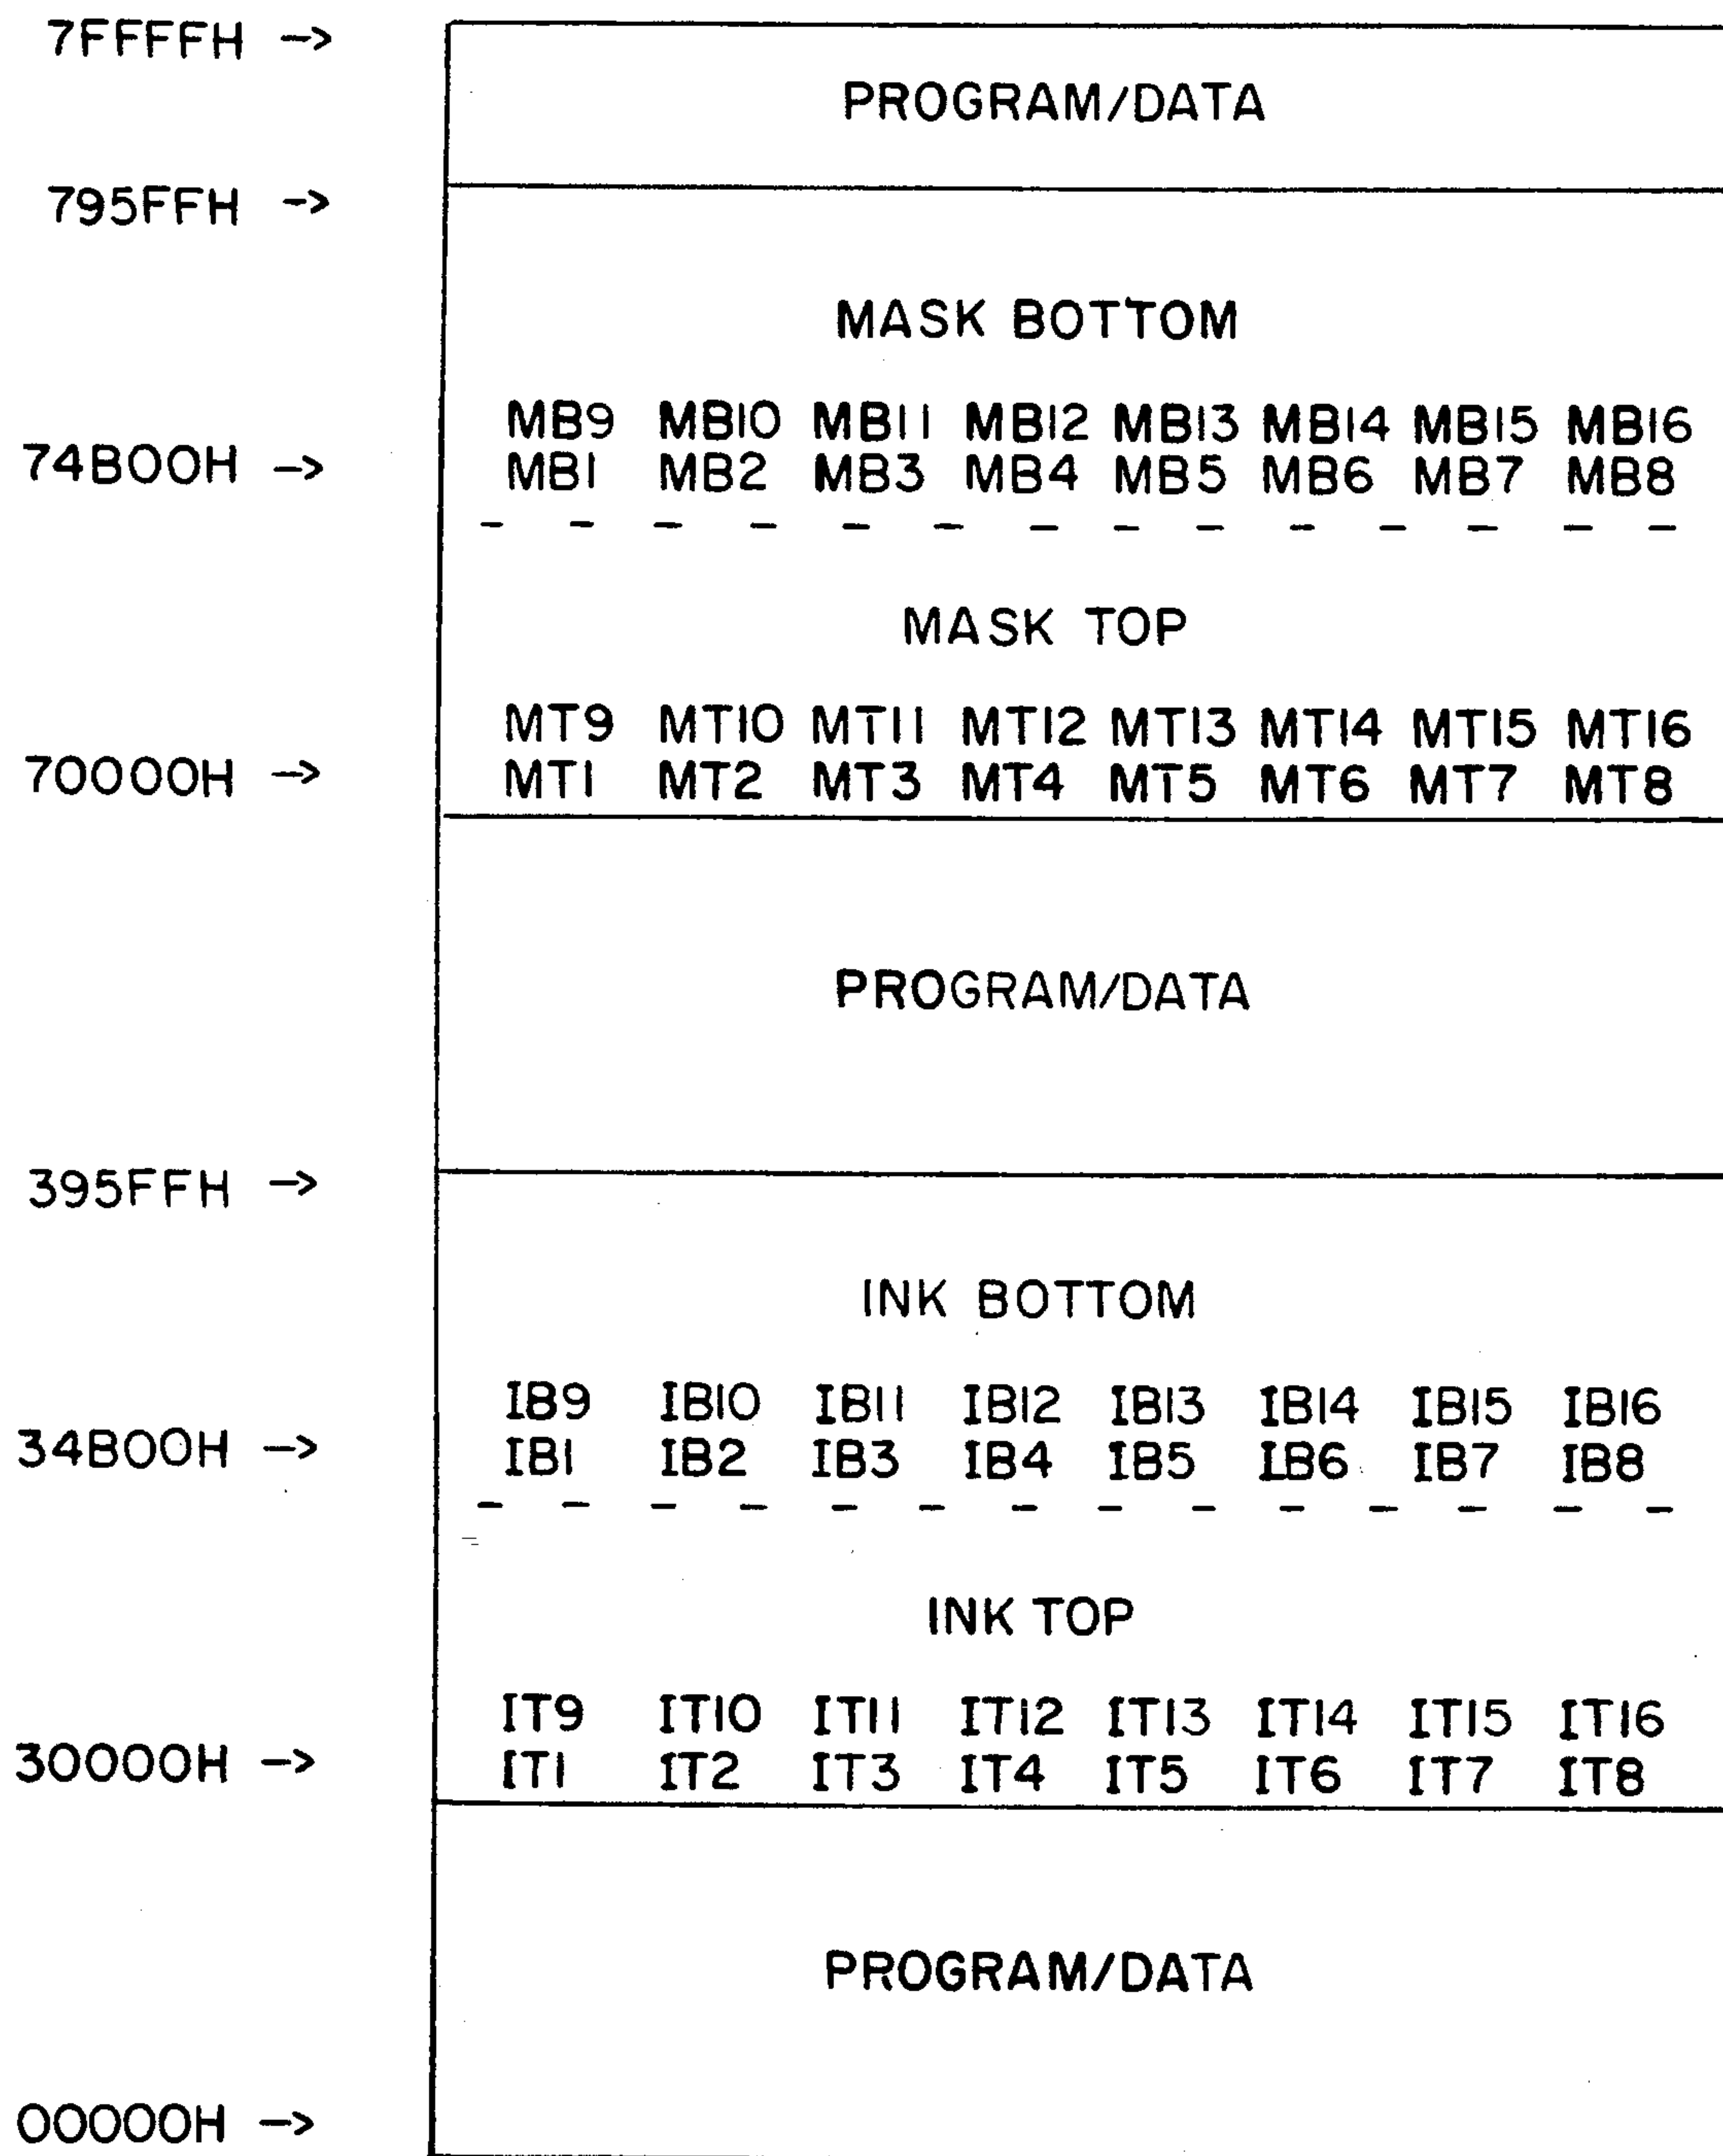 7FFFFH ->
PROGRAM/DATA
795FFH ->
MASK BOTTOM
MB9 MB10 MB11 MB12 MB13 MB14 MB15 MB16
74B00H -> MB1 MB2 MB3 MB4 MB5 MB6 MB7 MB8
MASK TOP
MT9 MT10 MT11 MT12 MT13 MT14 MT15 MT16
70000H -> MT1 MT2 MT3 MT4 MT5 MT6 MT7 MT8
PROGRAM/DATA
395FFH ->
INK BOTTOM
IB9 IB10 IB11 IB12 IB13 IB14 IB15 IB16
34B00H -> IB1 IB2 IB3 IB4 IB5 IB6 IB7 IB8
INK TOP
IT9 IT10 IT11 IT12 IT13 IT14 IT15 IT16
30000H -> IT1 IT2 IT3 IT4 IT5 IT6 IT7 IT8
PROGRAM/DATA
00000H ->